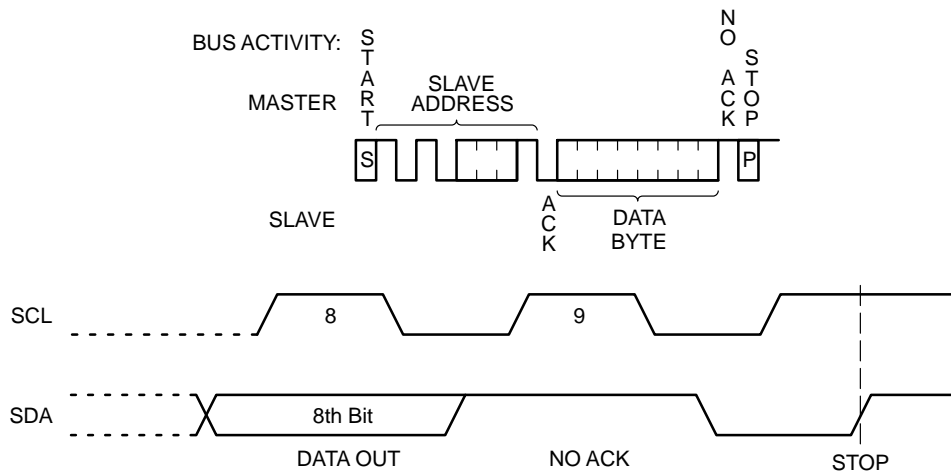 BUS ACTIVITY:
START
NO ACK
STOP
MASTER
SLAVE
ADDRESS
S
P
SLAVE
ACK
DATA
BYTE
SCL
8
9
SDA
8th Bit
DATA OUT
NO ACK
STOP